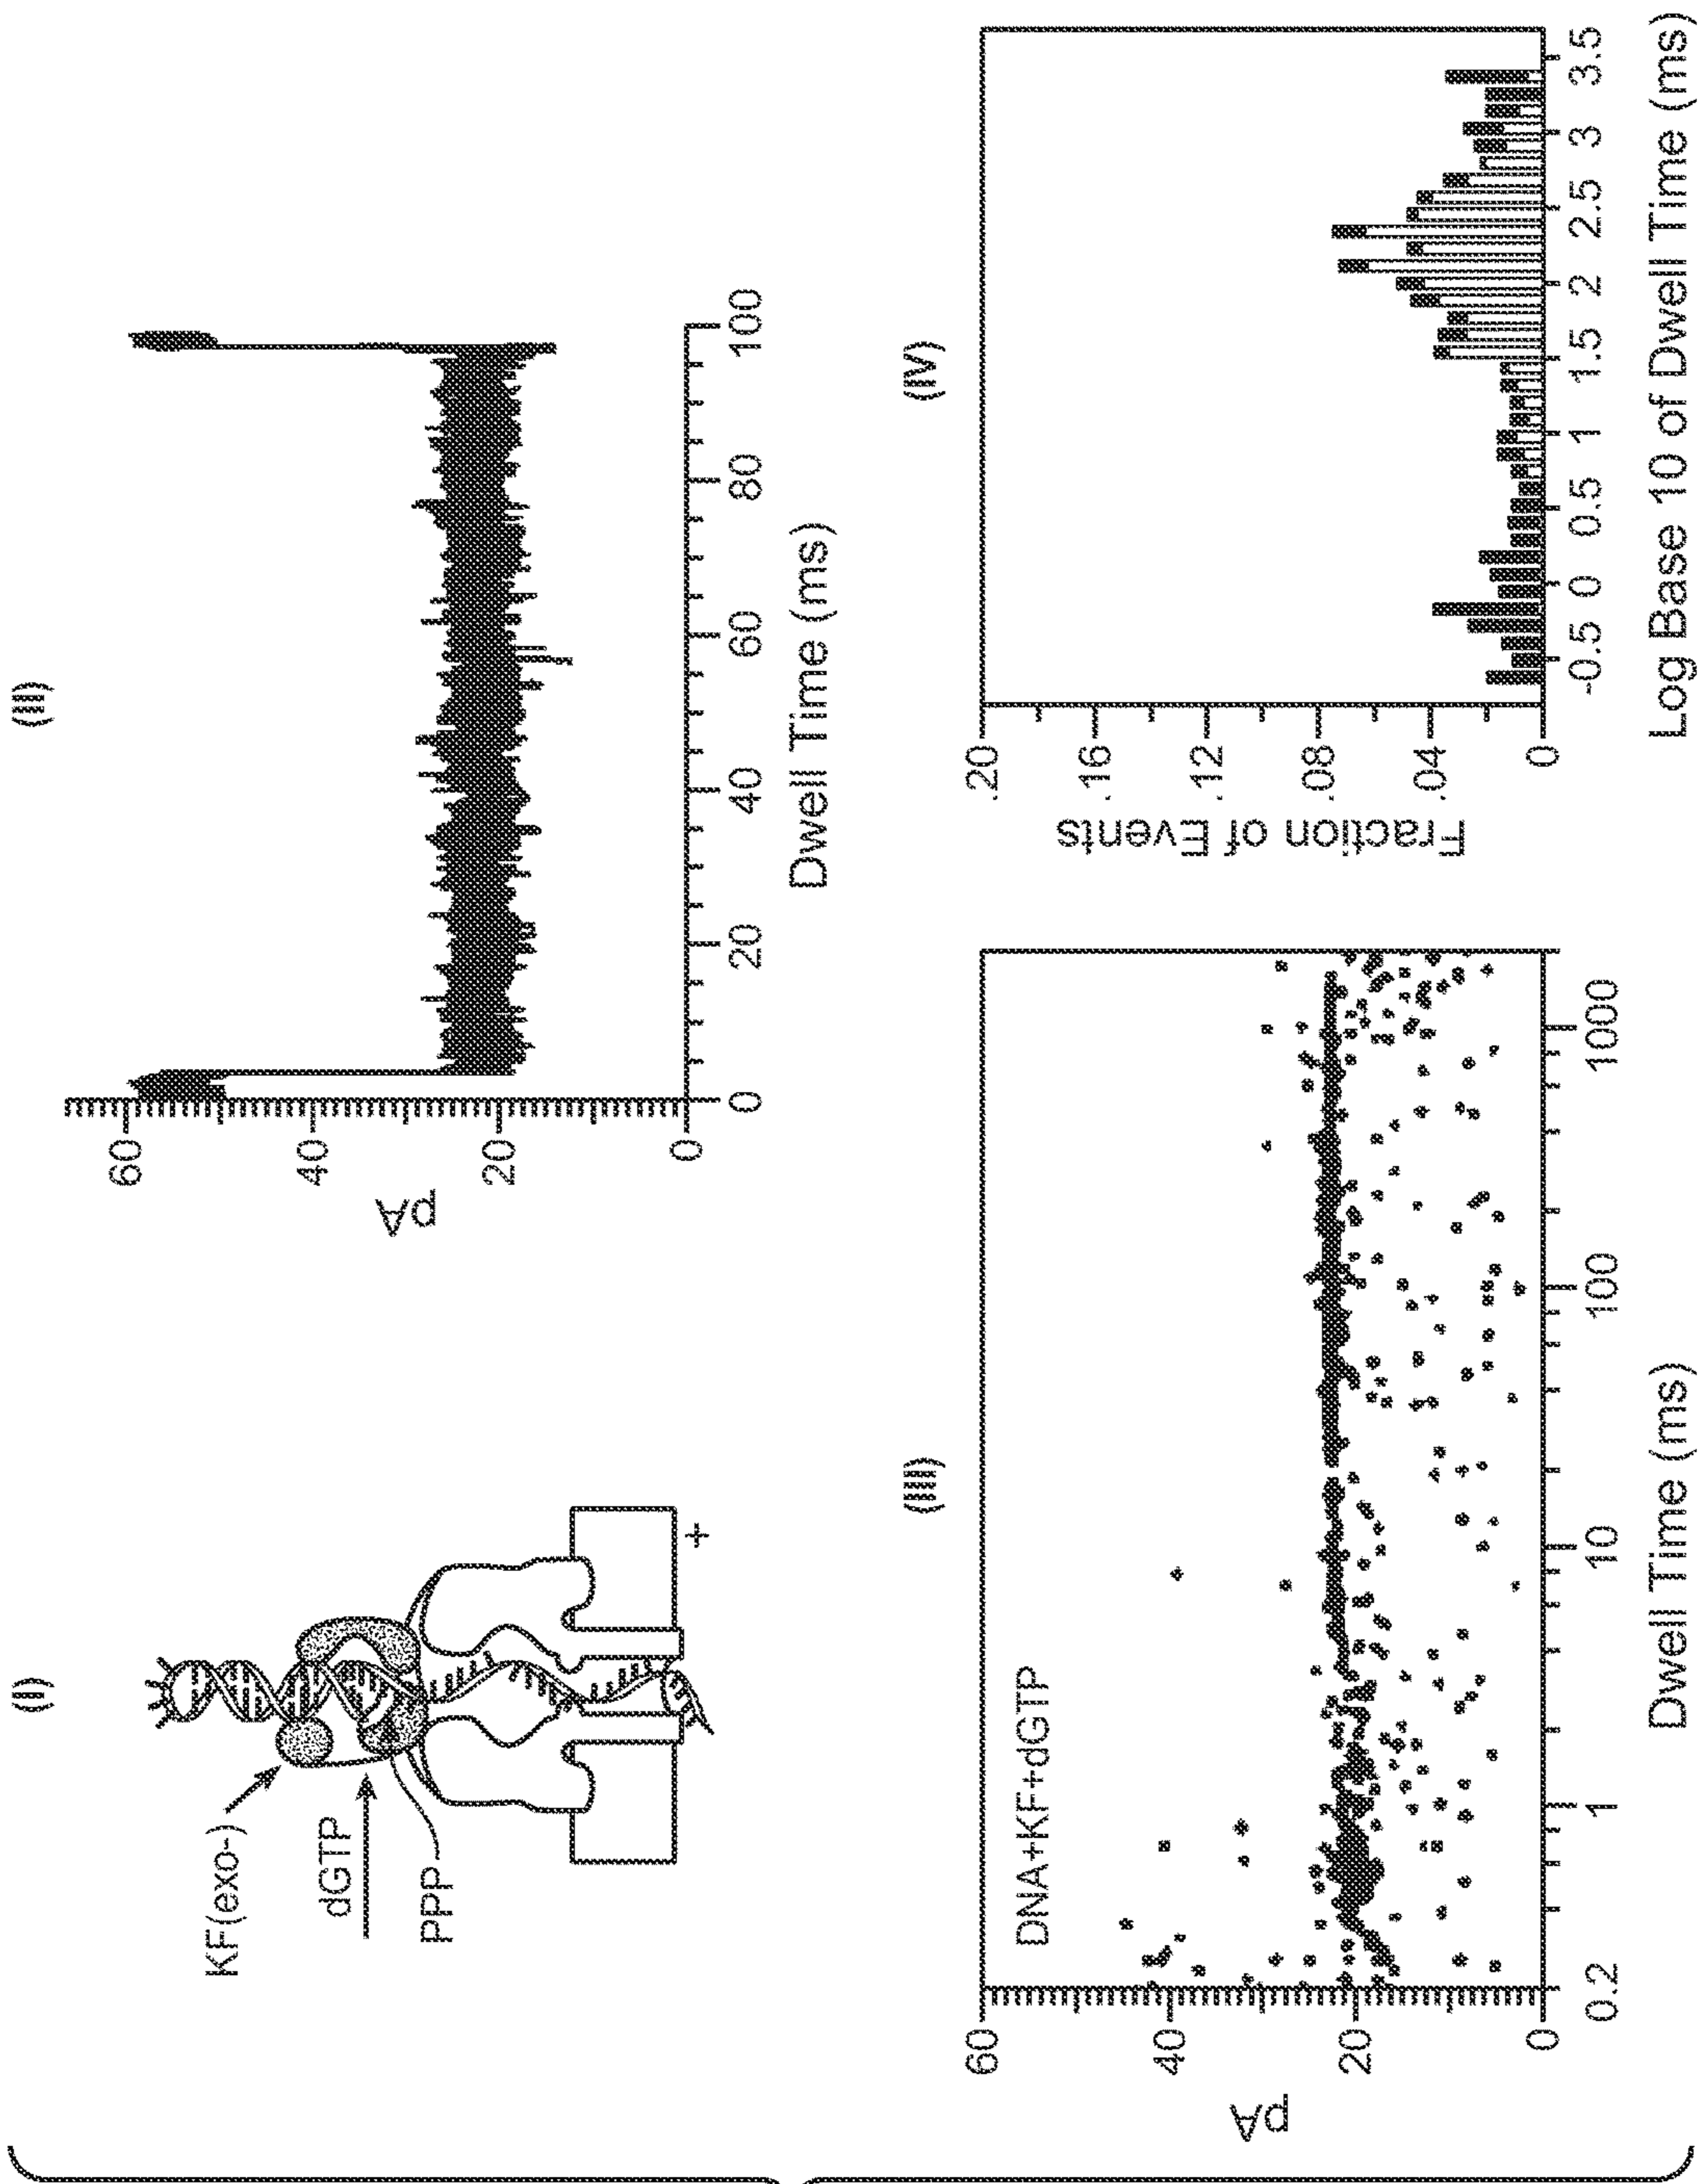 (I)
KF(exo-)
dGTP
PPP
+
(II)
pA
60
40
20
0
0 20 40 60 80 100
Dwell Time (ms)
(III)
DNA+KF+dGTP
pA
60
40
20
0
0.2 1 10 100 1000
Dwell Time (ms)
(IV)
Fraction of Events
.20
.16
.12
.08
.04
0
-0.5 0 0.5 1 1.5 2 2.5 3 3.5
Log Base 10 of Dwell Time (ms)